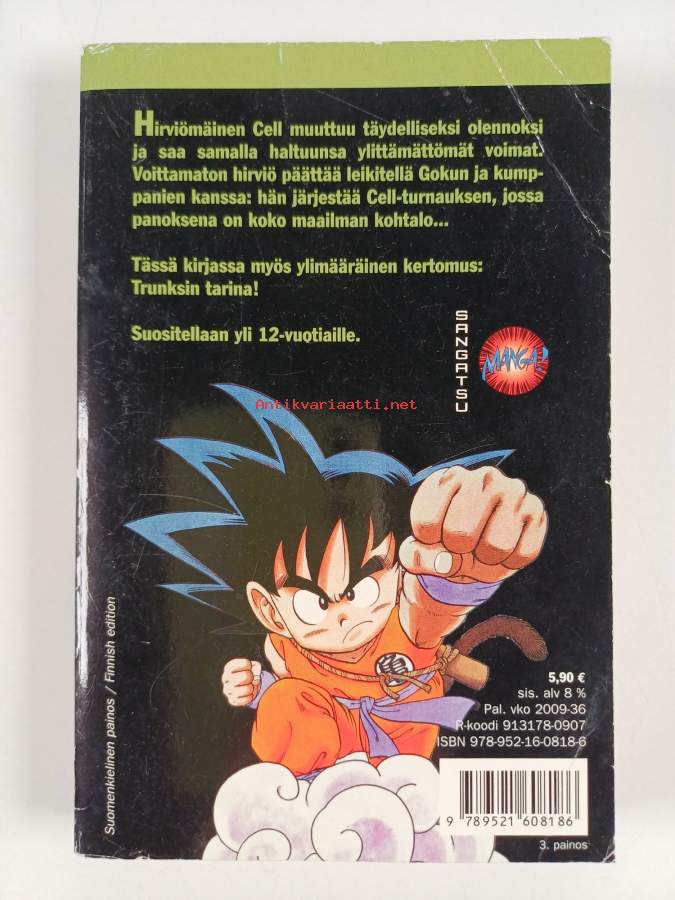 Hirviömäinen Cell muuttuu täydelliseksi olennoksi
ja saa samalla haltuunsa ylittämättömät voimat.
Voittamaton hirviö päättää leikitellä Gokun ja kump-
panien kanssa: hän järjestää Cell-turnauksen, jossa
panoksena on koko maailman kohtalo...
Tässä kirjassa myös ylimääräinen kertomus:
Trunksin tarina!
Suositellaan yli 12-vuotiaille.
SANGATSU
MANGA!
Antikvariaatti.net
Suomenkielinen painos / Finnish edition
5,90 €
sis. alv 8 %
Pal. vko 2009-36
R-koodi 913178-0907
ISBN 978-952-16-0818-6
9 789521 608186
3. painos